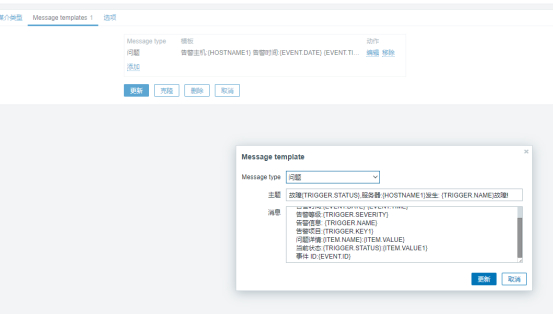 介类型 Message templates 1 选项
Message type 模板 动作
问题 告警主机:{HOSTNAME1} 告警时间:{EVENT.DATE} {EVENT.TI... 编辑 移除
添加
更新 克隆 删除 取消
Message template ×
Message type 问题
主题 故障{TRIGGER.STATUS},服务器:{HOSTNAME1}发生: {TRIGGER.NAME}故障!
消息 告警时间:{EVENT.DATE} {EVENT.TIME}
告警等级:{TRIGGER.SEVERITY}
告警信息: {TRIGGER.NAME}
告警项目:{TRIGGER.KEY1}
问题详情:{ITEM.NAME}:{ITEM.VALUE}
当前状态:{TRIGGER.STATUS}:{ITEM.VALUE1}
事件 ID:{EVENT.ID}
更新 取消